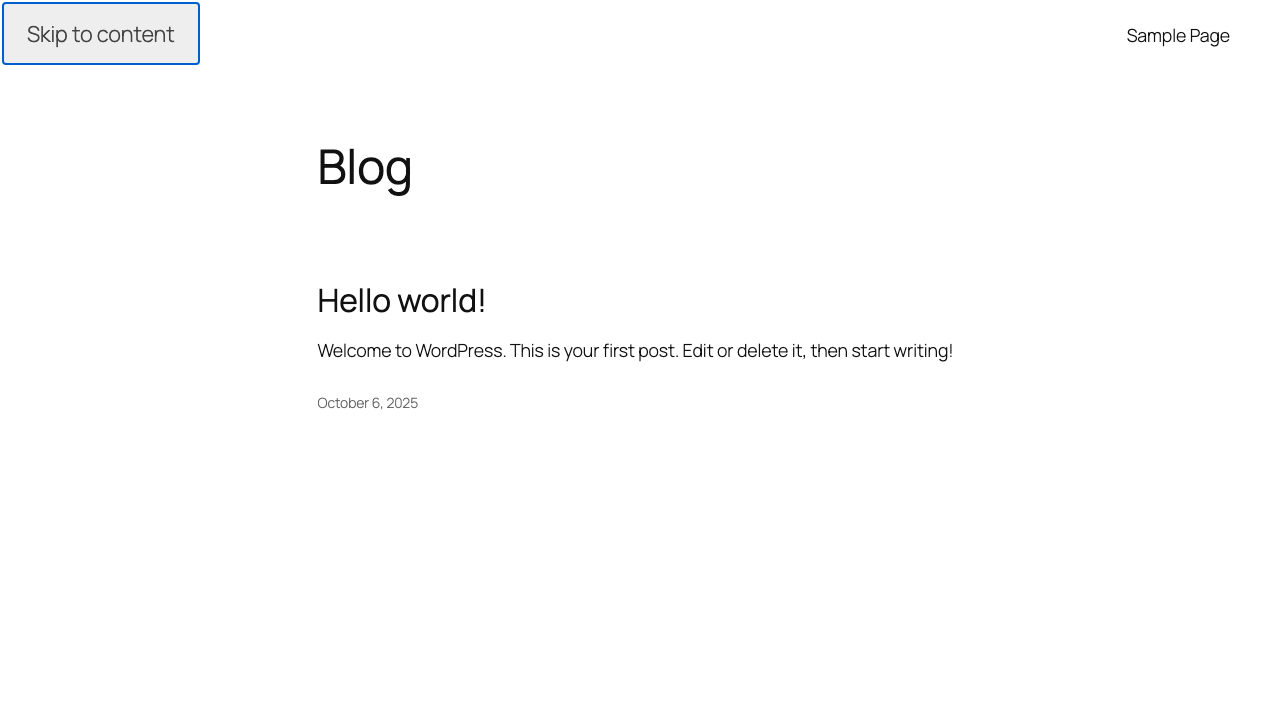 Skip to content
Sample Page
Blog
Hello world!
Welcome to WordPress. This is your first post. Edit or delete it, then start writing!
October 6, 2025